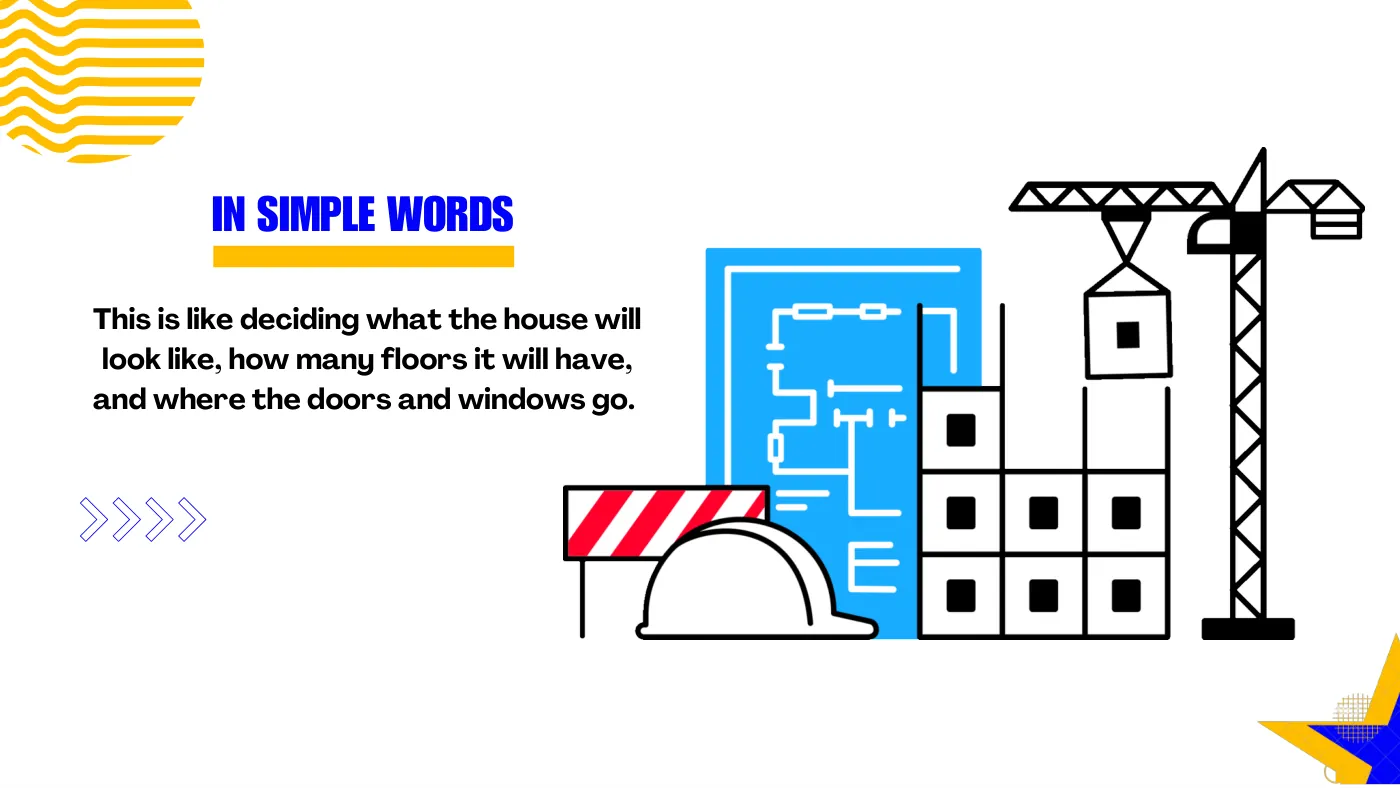 IN SIMPLE WORDS
This is like deciding what the house will
look like, how many floors it will have,
and where the doors and windows go.